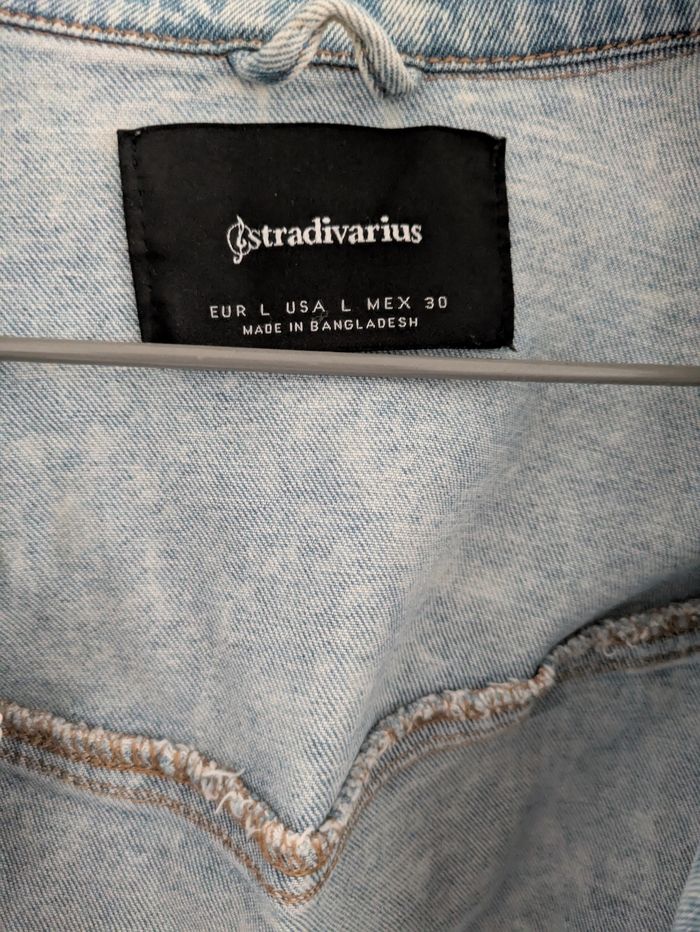 stradivarius
EUR L USA L MEX 30
MADE IN BANGLADESH